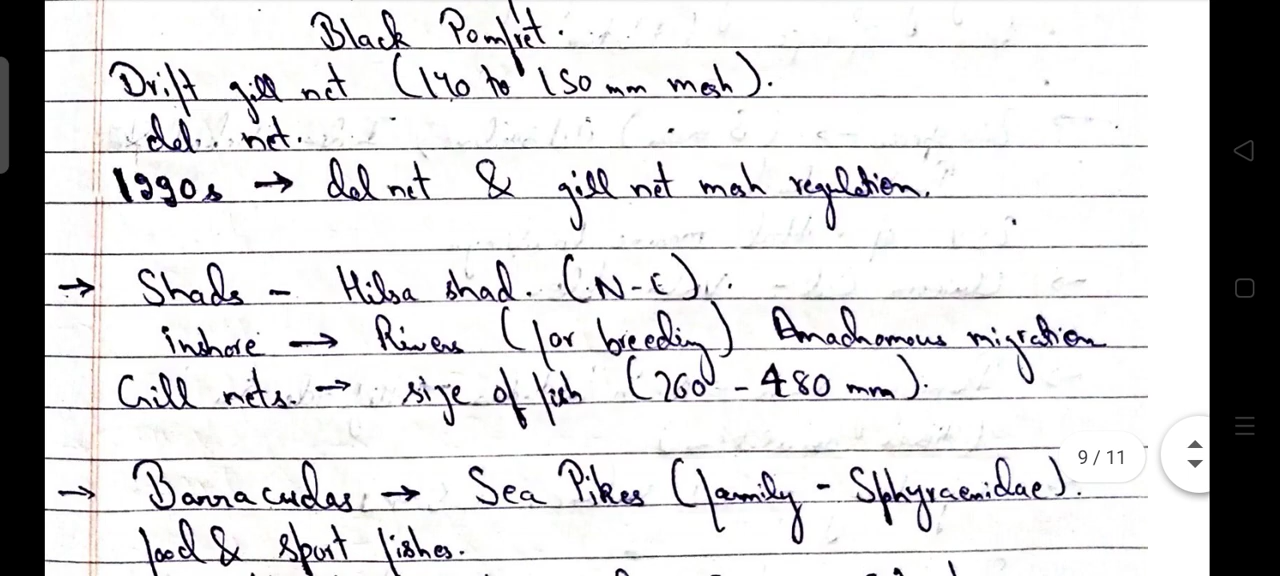 Black Pomfret.
Drift gill net (140 to 150 mm mesh).
dol. net.
1990s → dol net & gill net mesh regulation.
→ Shads - Hilsa shad. (N-E).
inshore → Rivers (for breeding) Anadromous migration
Gill nets. → size of fish (260 - 480 mm).
9 / 11
→ Barracudas → Sea Pikes (family - Sphyraenidae).
food & sport fishes.